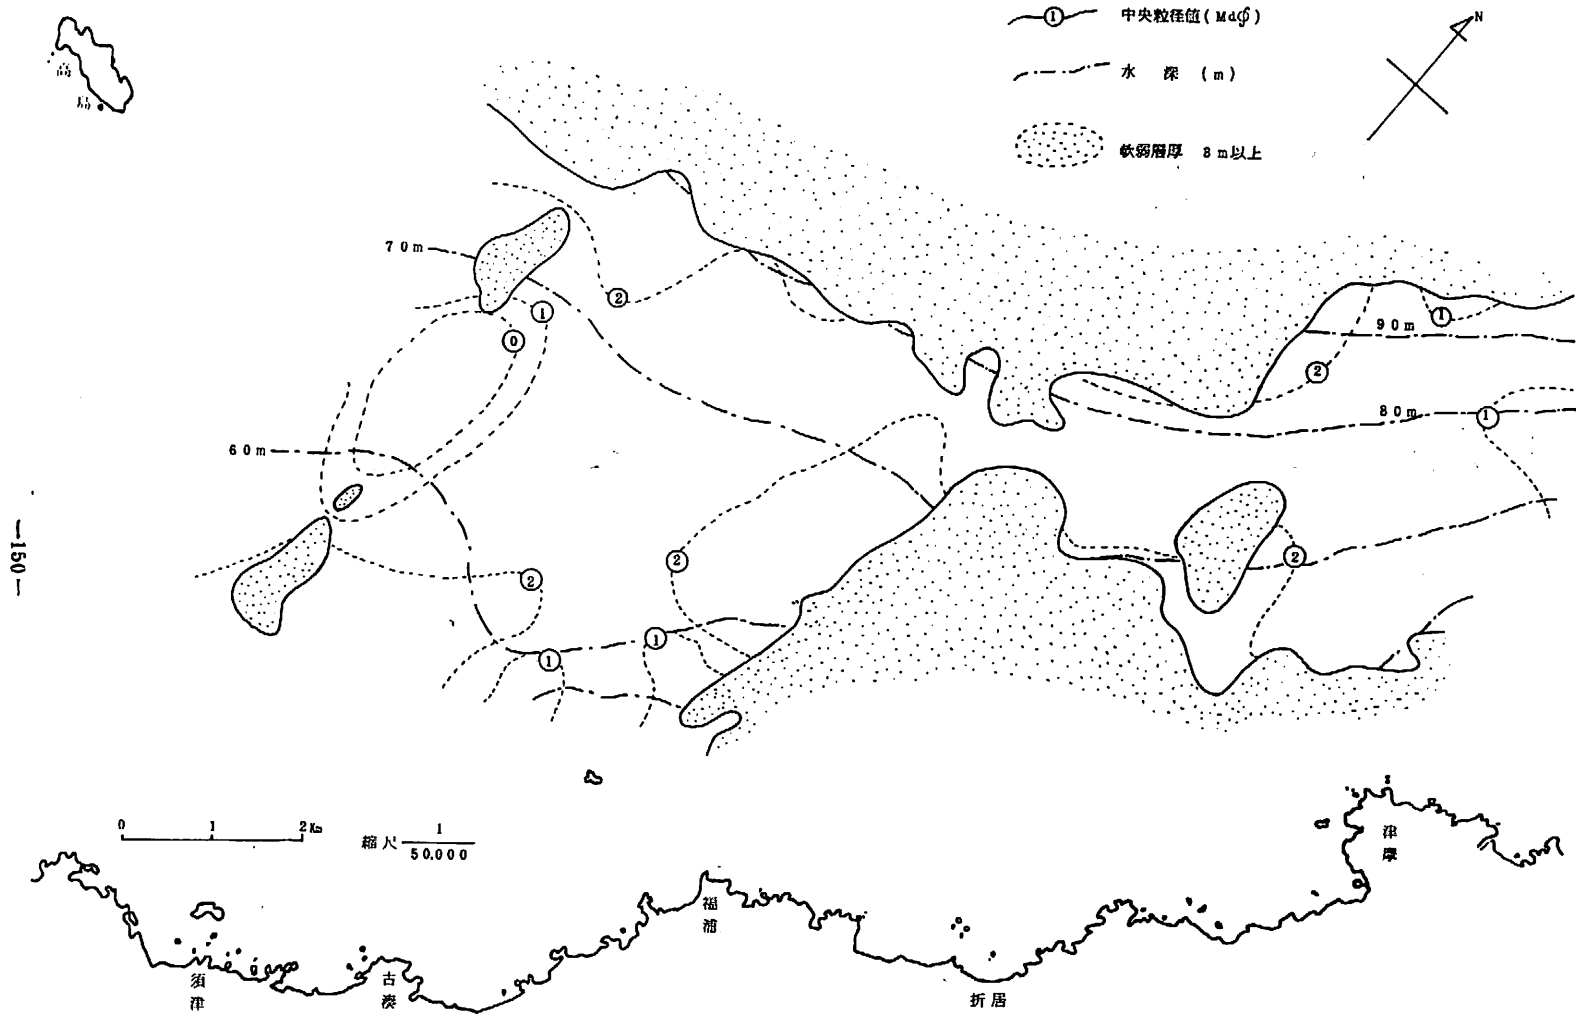 ① 中央粒径値(Mdφ)
水 深 (m)
軟弱層厚 8m以上
N
高島
70m
②
①
⓪
90m
①
②
80m
①
60m
②
②
②
①
①
—150—
0 1 2Km
縮尺 1
50.000
須津
古湊
福浦
折居
津摩